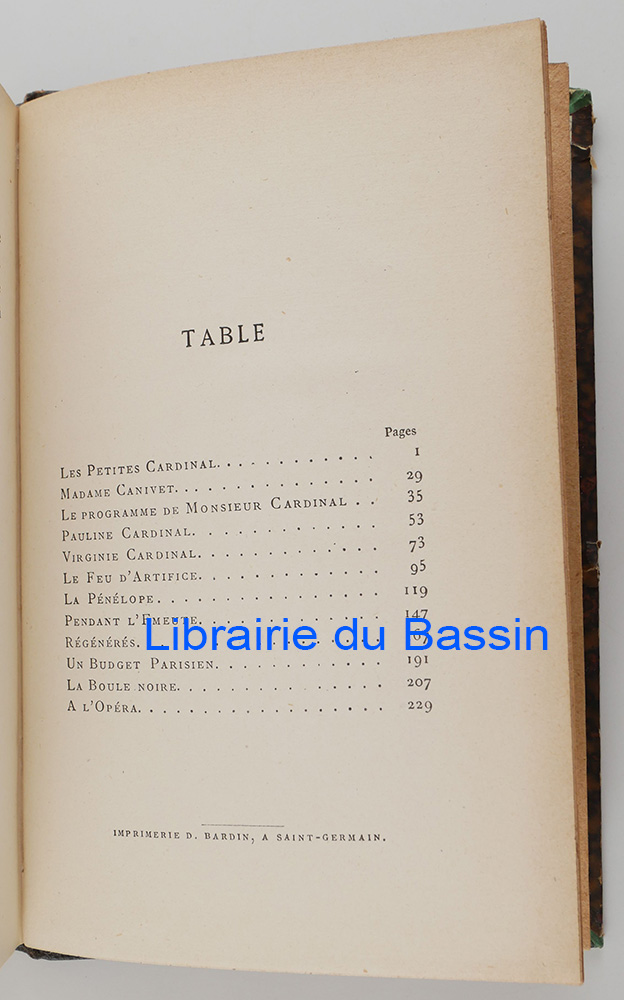 TABLE
Pages
LES PETITES CARDINAL. . . . . . . . . . . . 1
MADAME CANIVET. . . . . . . . . . . . . . . 29
LE PROGRAMME DE MONSIEUR CARDINAL . . 35
PAULINE CARDINAL. . . . . . . . . . . . . . 53
VIRGINIE CARDINAL. . . . . . . . . . . . . 73
LE FEU D'ARTIFICE. . . . . . . . . . . . . 95
LA PÉNÉLOPE. . . . . . . . . . . . . . . . 119
PENDANT L'EMEUTE. . . . . . . . . . . . . 147
RÉGÉNÉRÉS. . . . . . . . . . . . . . . . .
Librairie du Bassin
UN BUDGET PARISIEN. . . . . . . . . . . . 191
LA BOULE NOIRE. . . . . . . . . . . . . . 207
A L'OPÉRA. . . . . . . . . . . . . . . . . 229
IMPRIMERIE D. BARDIN, A SAINT-GERMAIN.